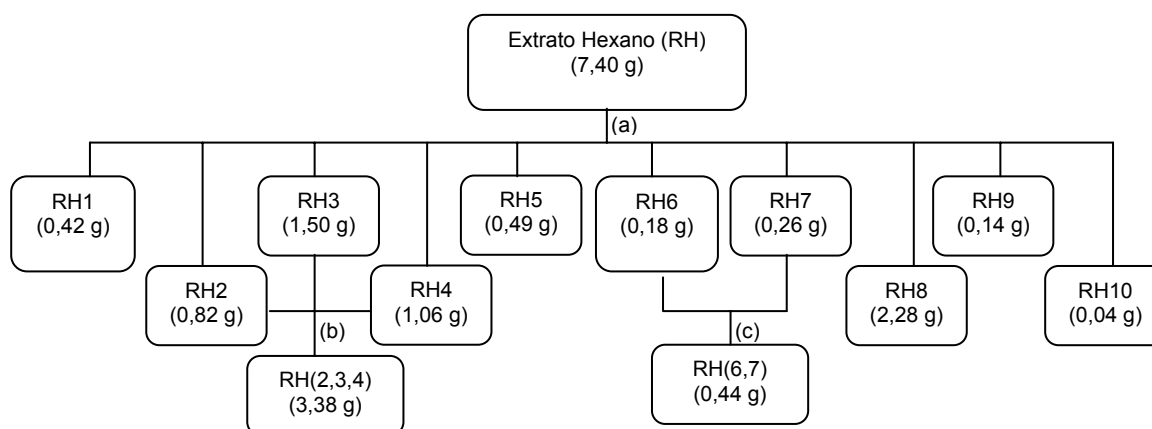 Extrato Hexano (RH)
(7,40 g)
(a)
RH1
(0,42 g)
RH3
(1,50 g)
RH5
(0,49 g)
RH6
(0,18 g)
RH7
(0,26 g)
RH9
(0,14 g)
RH2
(0,82 g)
RH4
(1,06 g)
RH8
(2,28 g)
RH10
(0,04 g)
(b)
(c)
RH(2,3,4)
(3,38 g)
RH(6,7)
(0,44 g)